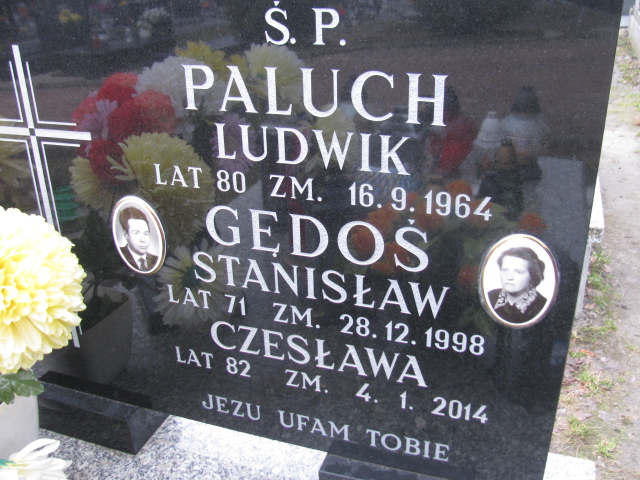 Ś. P.
PALUCH
LUDWIK
LAT 80 ZM. 16.9.1964
GĘDOŚ
STANISŁAW
LAT 71 ZM. 28.12.1998
CZESŁAWA
LAT 82 ZM. 4.1.2014
JEZU UFAM TOBIE